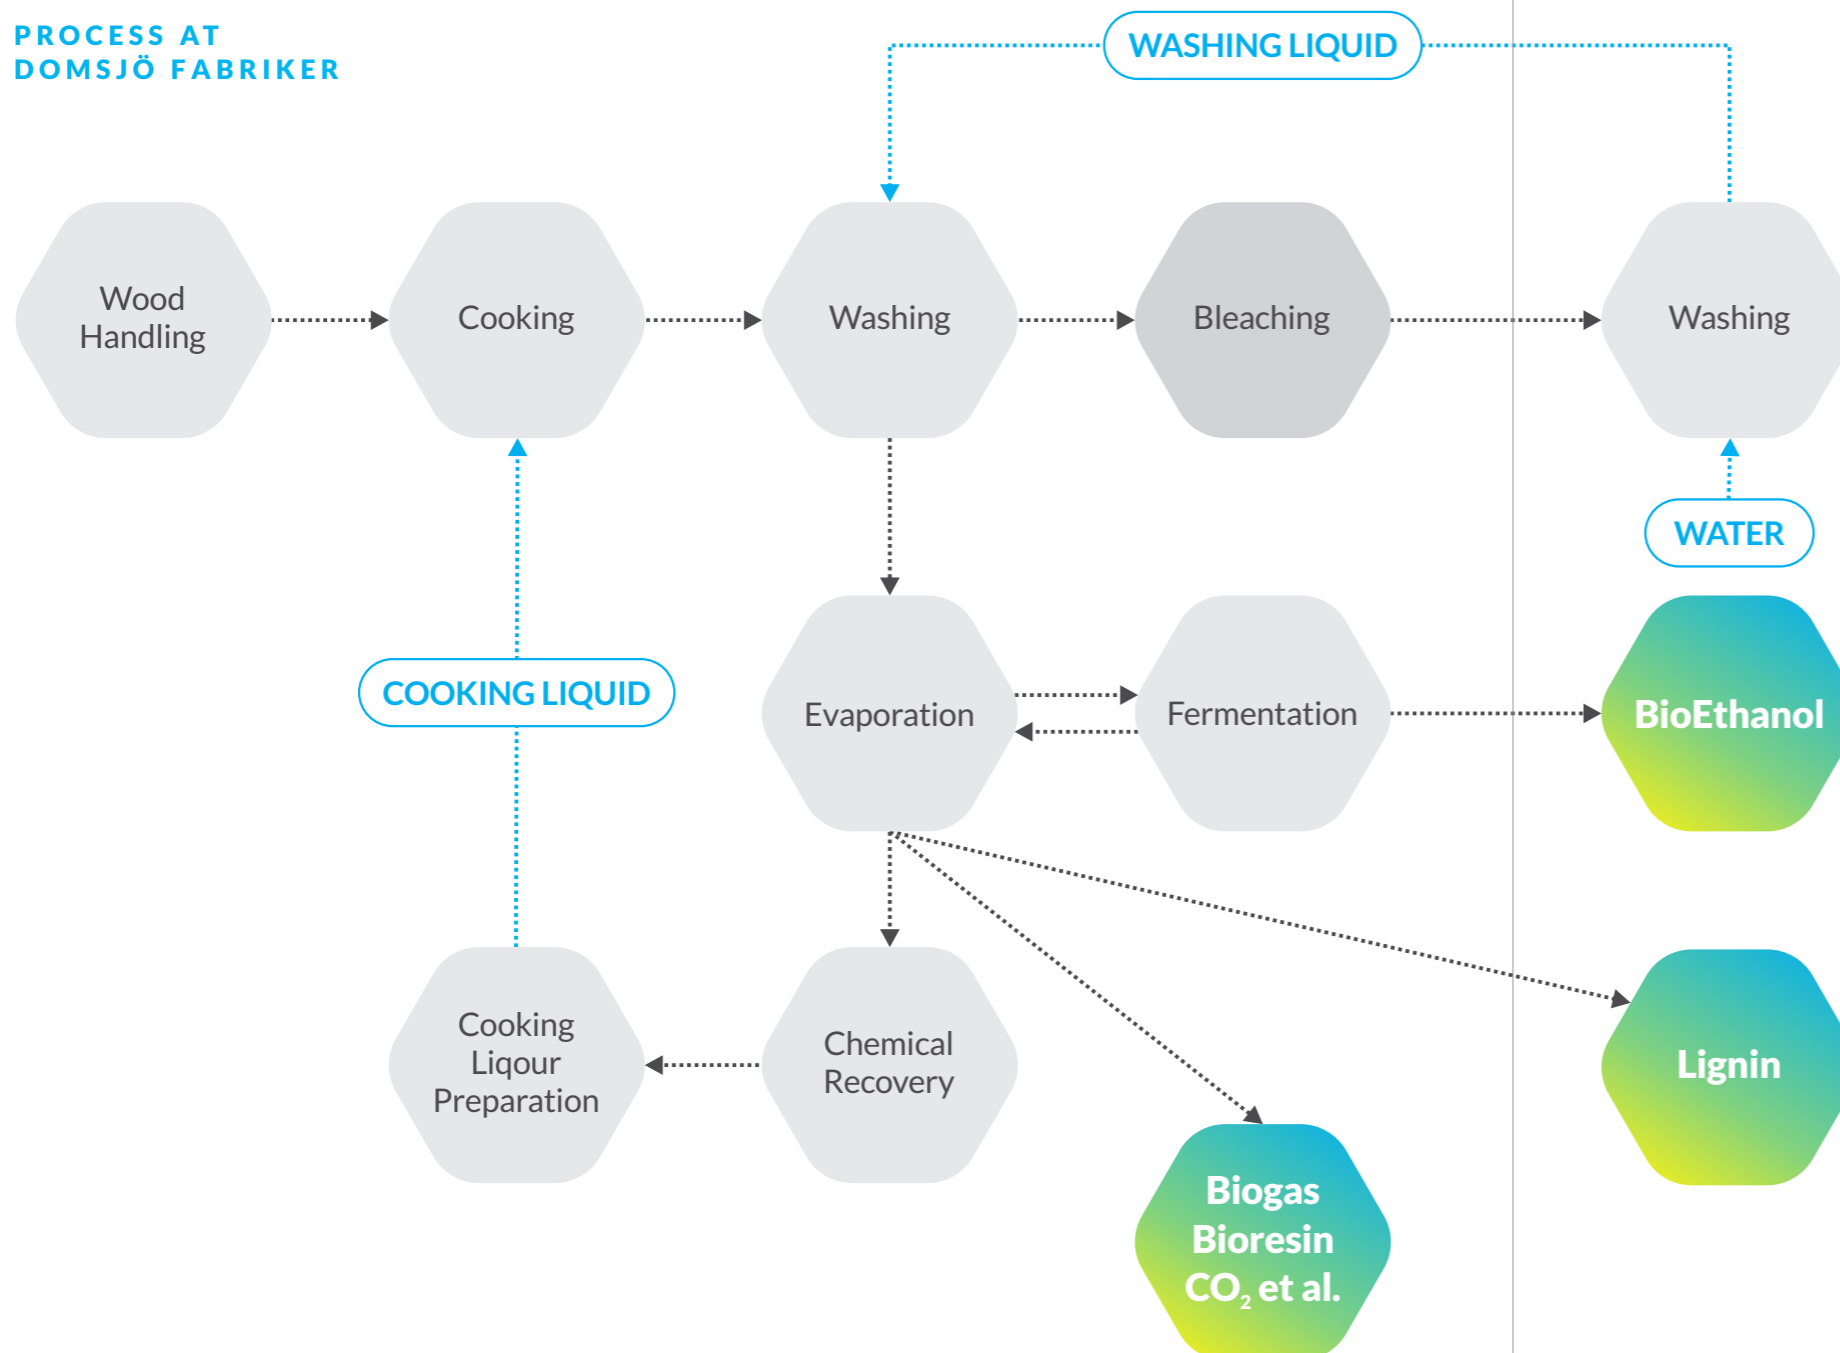 PROCESS AT
DOMSJÖ FABRIKER
WASHING LIQUID
Wood
Handling
Cooking
Washing
Bleaching
Washing
WATER
COOKING LIQUID
Evaporation
Fermentation
BioEthanol
Cooking
Liqour
Preparation
Chemical
Recovery
Lignin
Biogas
Bioresin
CO₂ et al.